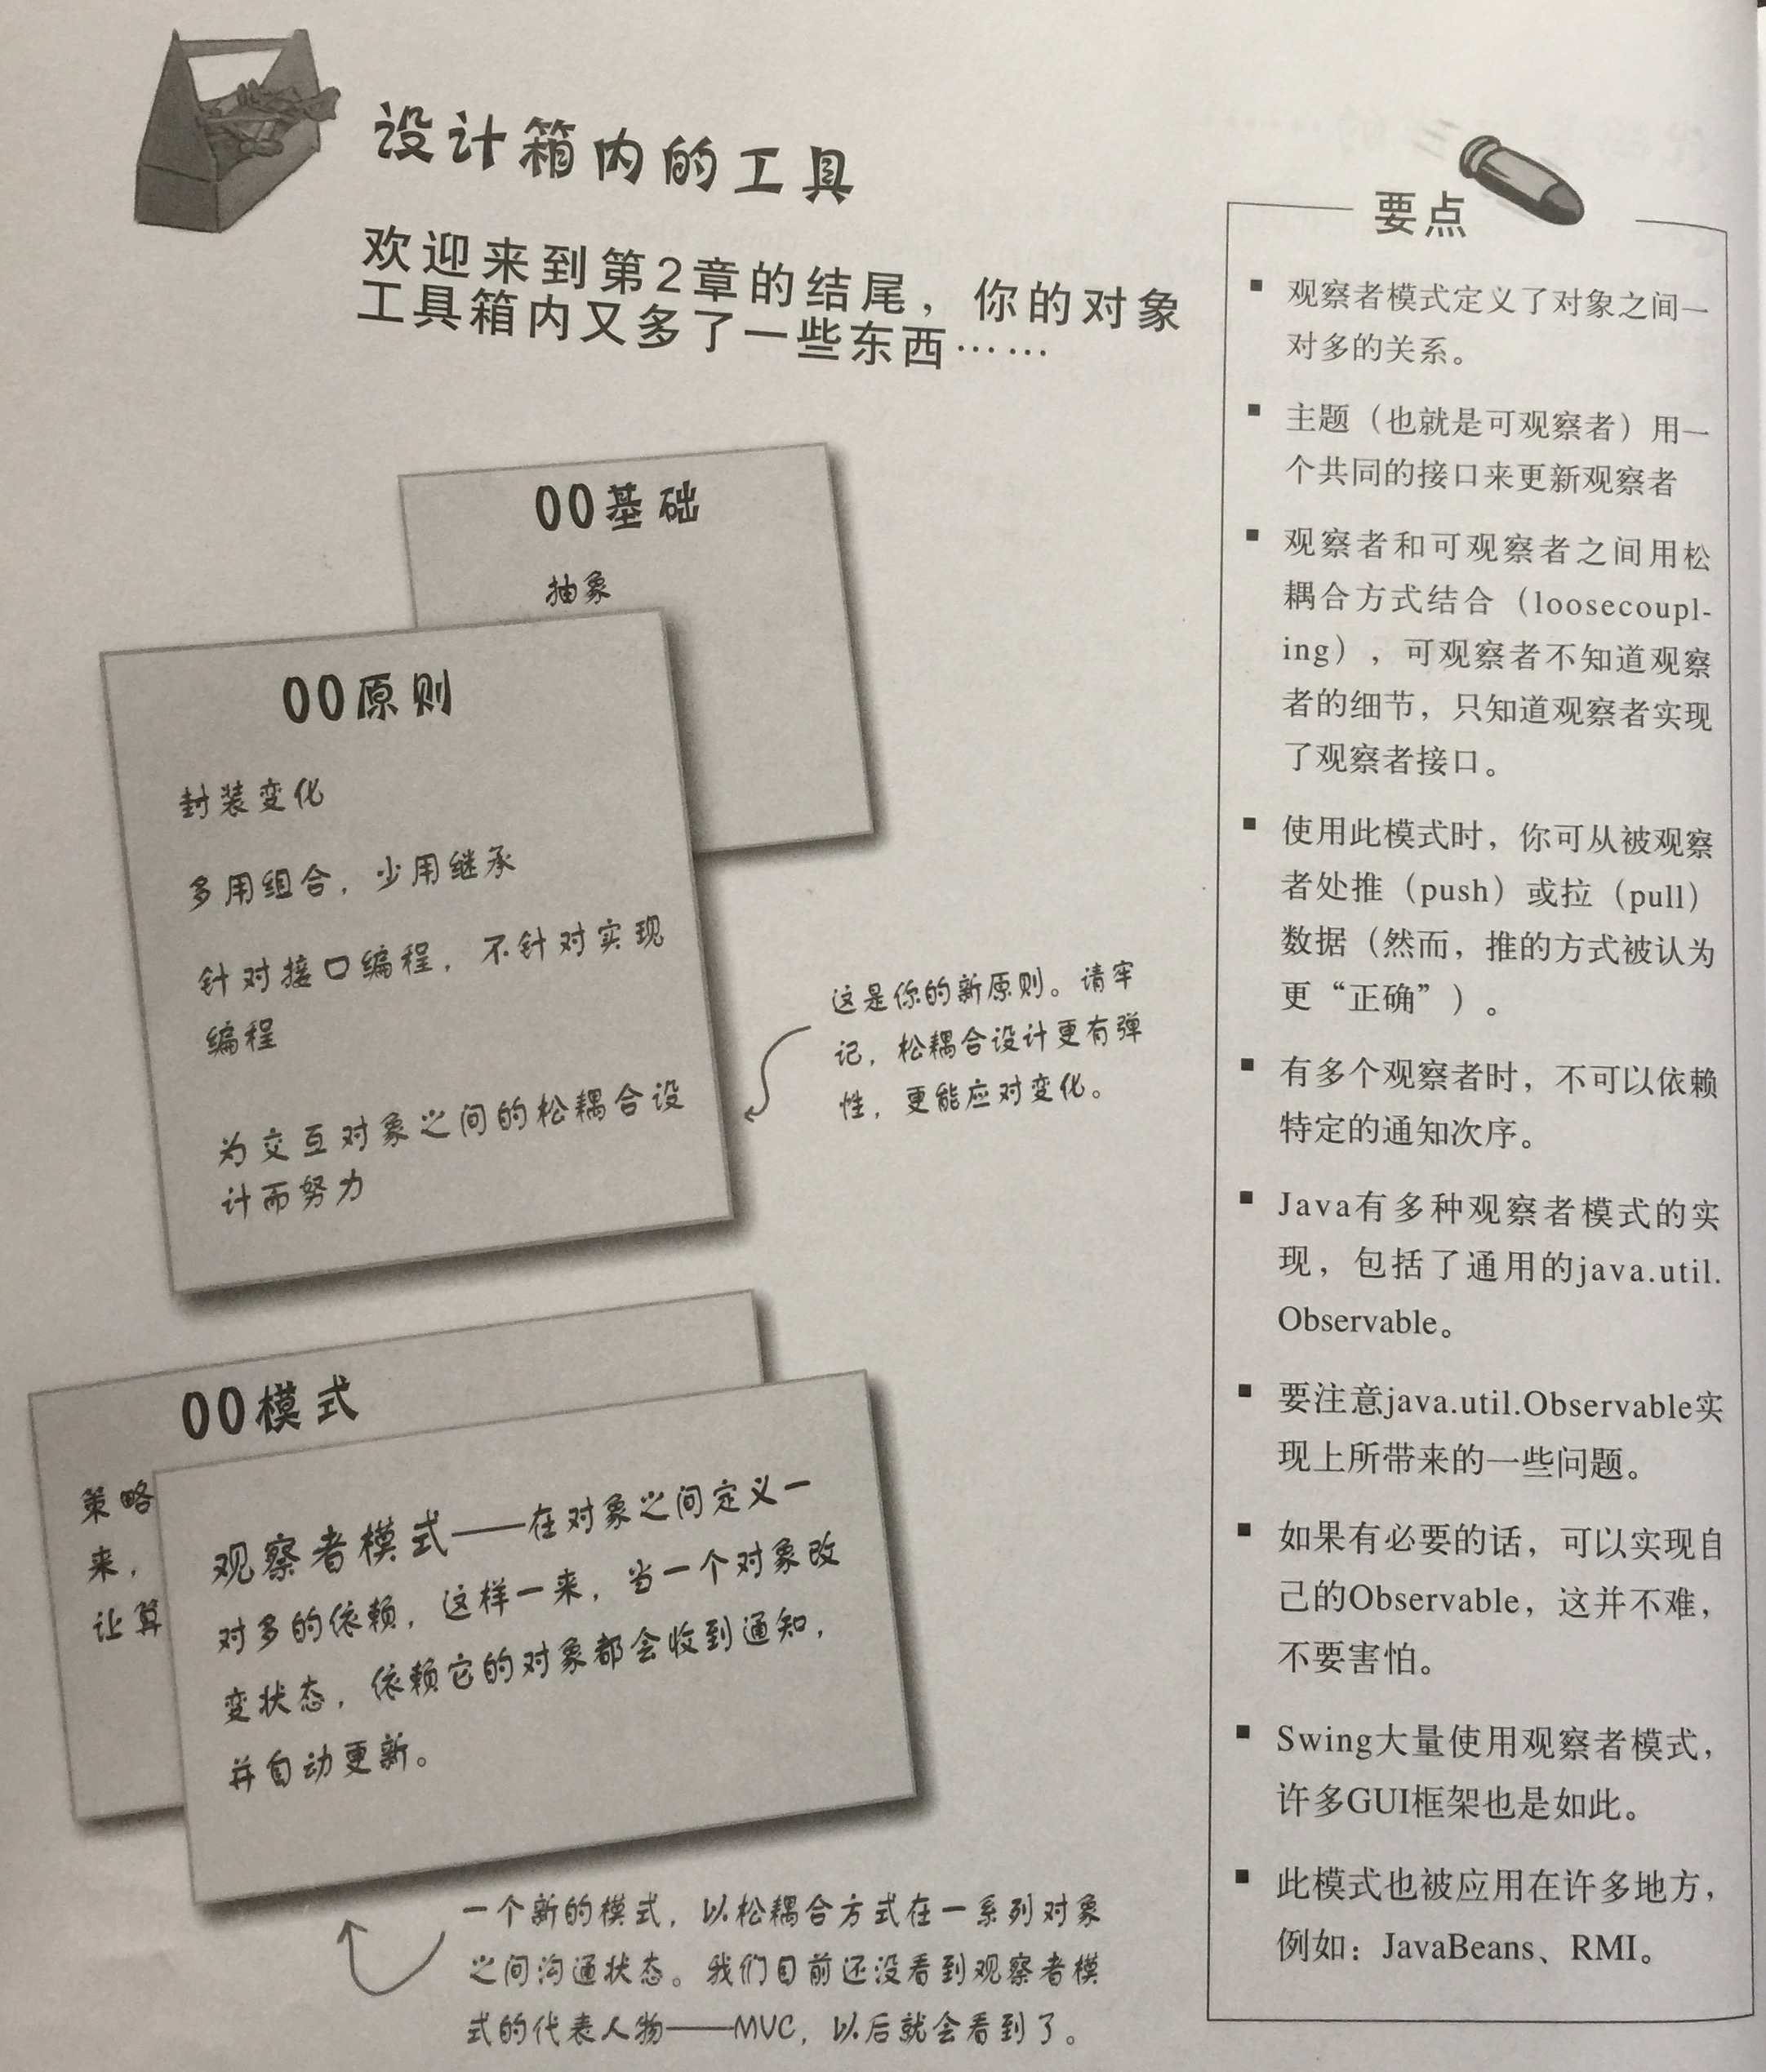 设计箱内的工具
欢迎来到第2章的结尾，你的对象
工具箱内又多了一些东西……
OO基础
抽象
OO原则
封装变化
多用组合，少用继承
针对接口编程，不针对实现
编程
为交互对象之间的松耦合设
计而努力
这是你的新原则。请牢
记，松耦合设计更有弹
性，更能应对变化。
OO模式
策略
来，
让算
观察者模式——在对象之间定义一
对多的依赖，这样一来，当一个对象改
变状态，依赖它的对象都会收到通知，
并自动更新。
一个新的模式，以松耦合方式在一系列对象
之间沟通状态。我们目前还没看到观察者模
式的代表人物——MVC，以后就会看到了。
要点
■ 观察者模式定义了对象之间一
对多的关系。
■ 主题（也就是可观察者）用一
个共同的接口来更新观察者
■ 观察者和可观察者之间用松
耦合方式结合（loosecoupl-
ing），可观察者不知道观察
者的细节，只知道观察者实现
了观察者接口。
■ 使用此模式时，你可从被观察
者处推（push）或拉（pull）
数据（然而，推的方式被认为
更“正确”）。
■ 有多个观察者时，不可以依赖
特定的通知次序。
■ Java有多种观察者模式的实
现，包括了通用的java.util.
Observable。
■ 要注意java.util.Observable实
现上所带来的一些问题。
■ 如果有必要的话，可以实现自
己的Observable，这并不难，
不要害怕。
■ Swing大量使用观察者模式，
许多GUI框架也是如此。
■ 此模式也被应用在许多地方，
例如：JavaBeans、RMI。